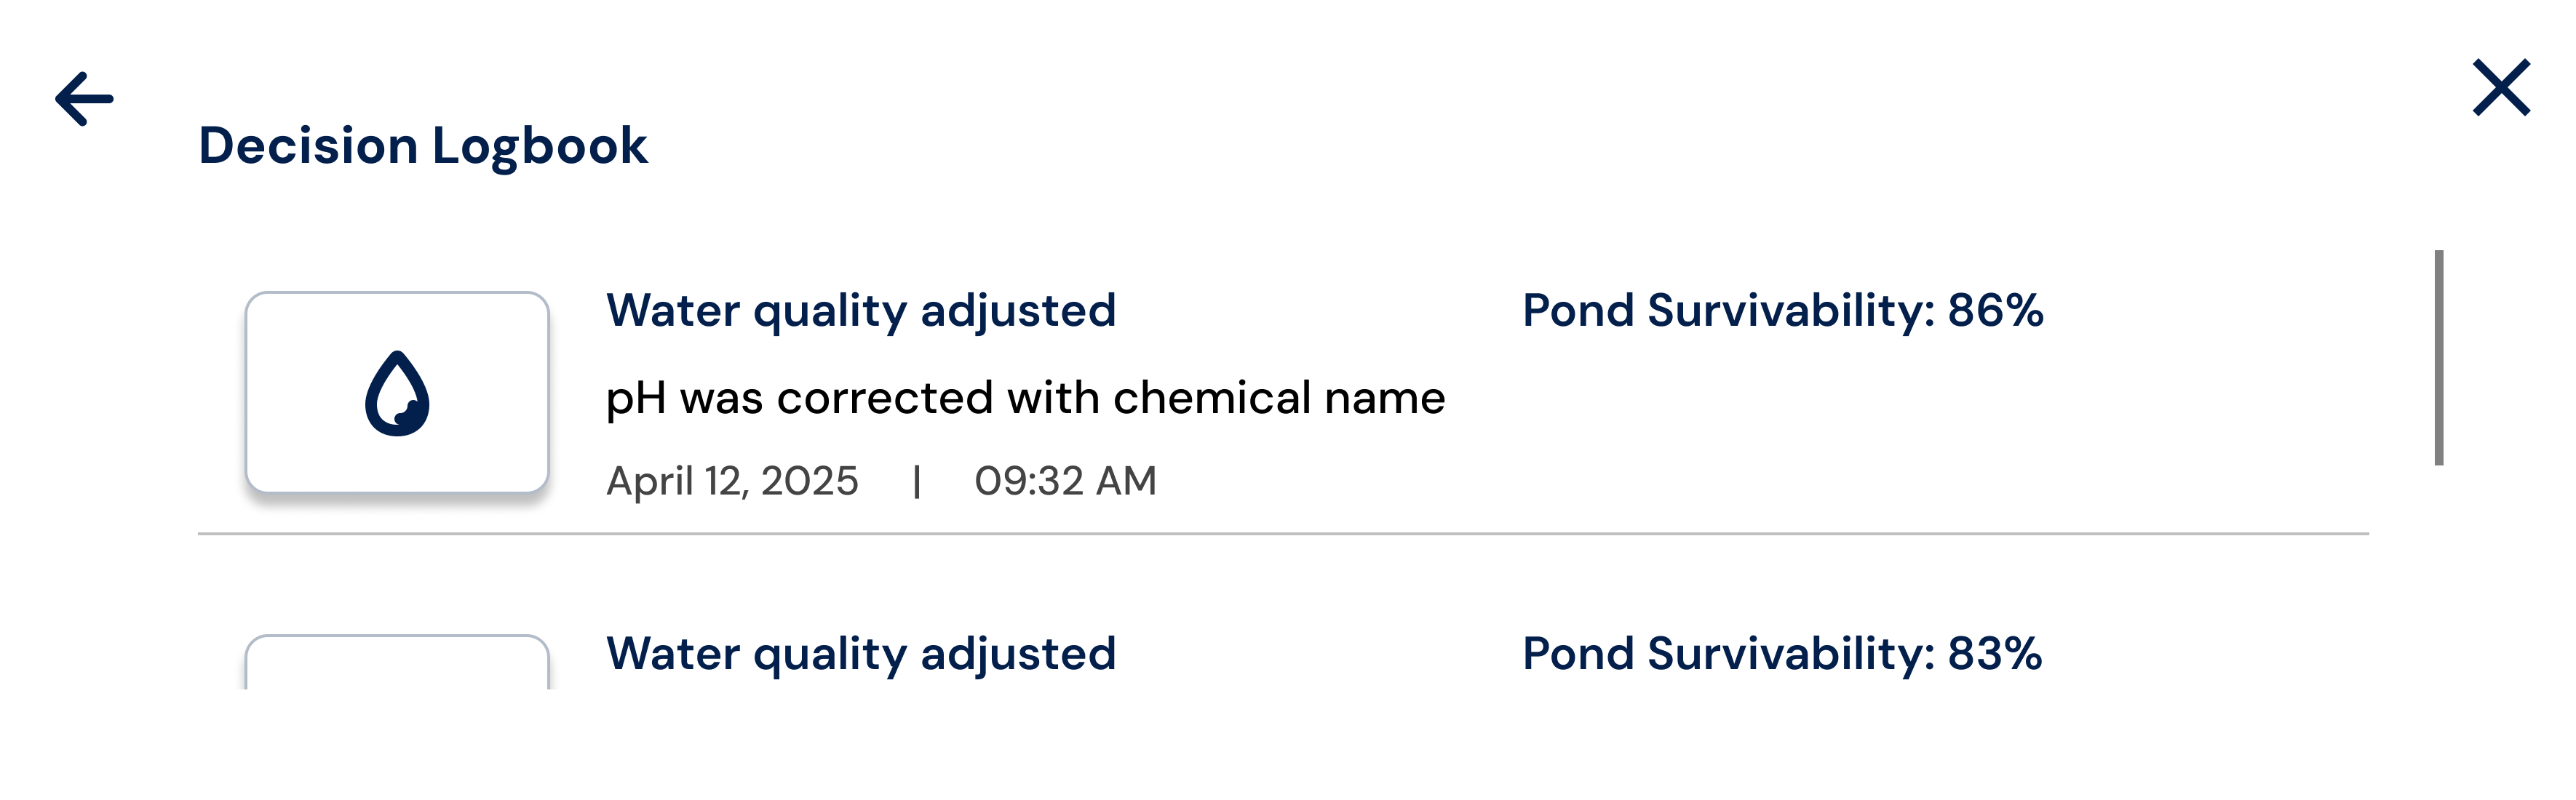 Decision Logbook
Water quality adjusted
Pond Survivability: 86%
pH was corrected with chemical name
April 12, 2025 | 09:32 AM
Water quality adjusted
Pond Survivability: 83%